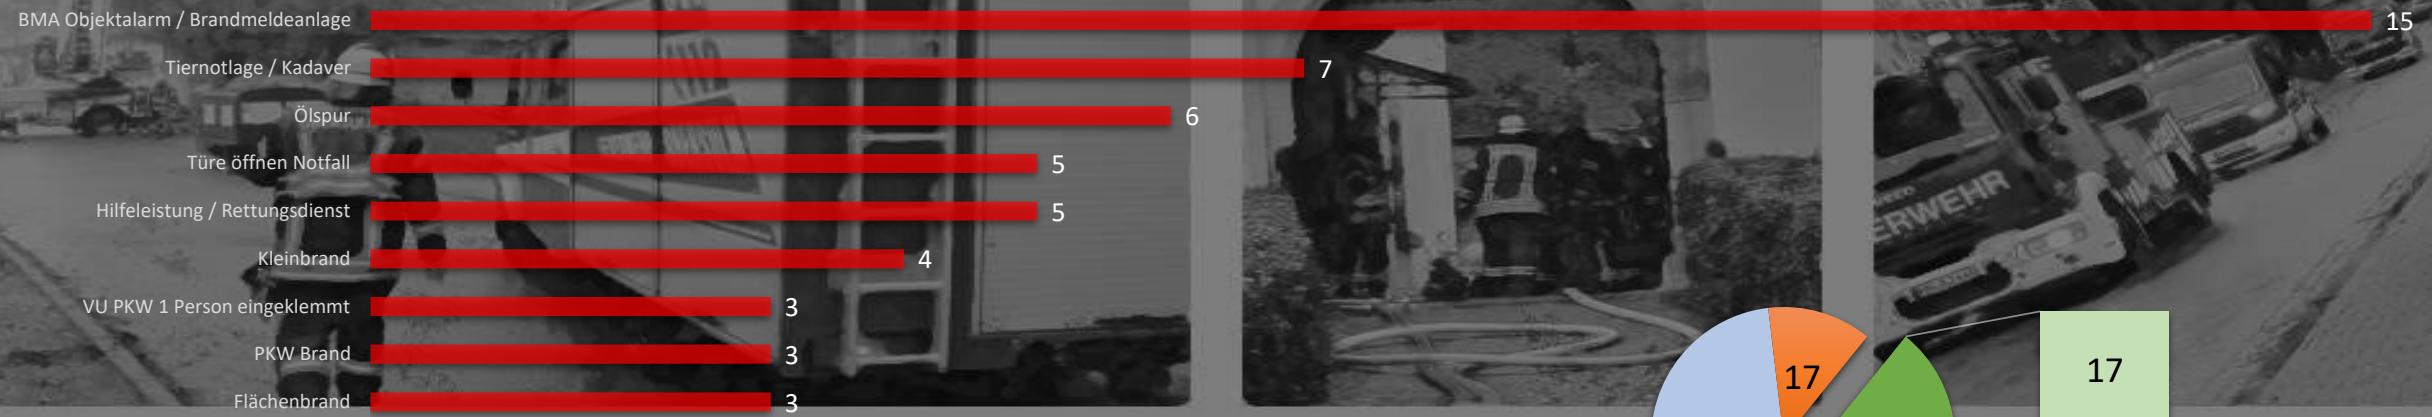 BMA Objektalarm / Brandmeldeanlage 15
Tiernotlage / Kadaver 7
Ölspur 6
Türe öffnen Notfall 5
Hilfeleistung / Rettungsdienst 5
Kleinbrand 4
VU PKW 1 Person eingeklemmt 3
PKW Brand 3
Flächenbrand 3
ERWEHR
17
17